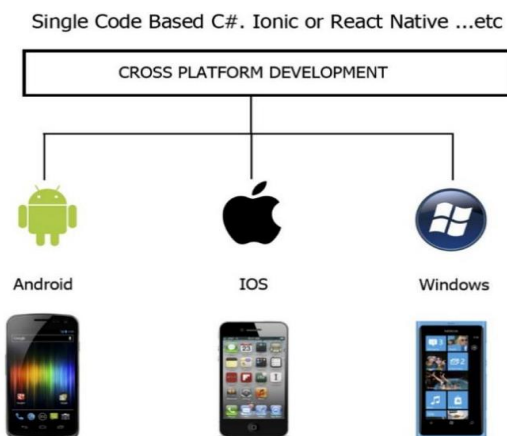 Single Code Based C#. Ionic or React Native ...etc
CROSS PLATFORM DEVELOPMENT
Android
IOS
Windows